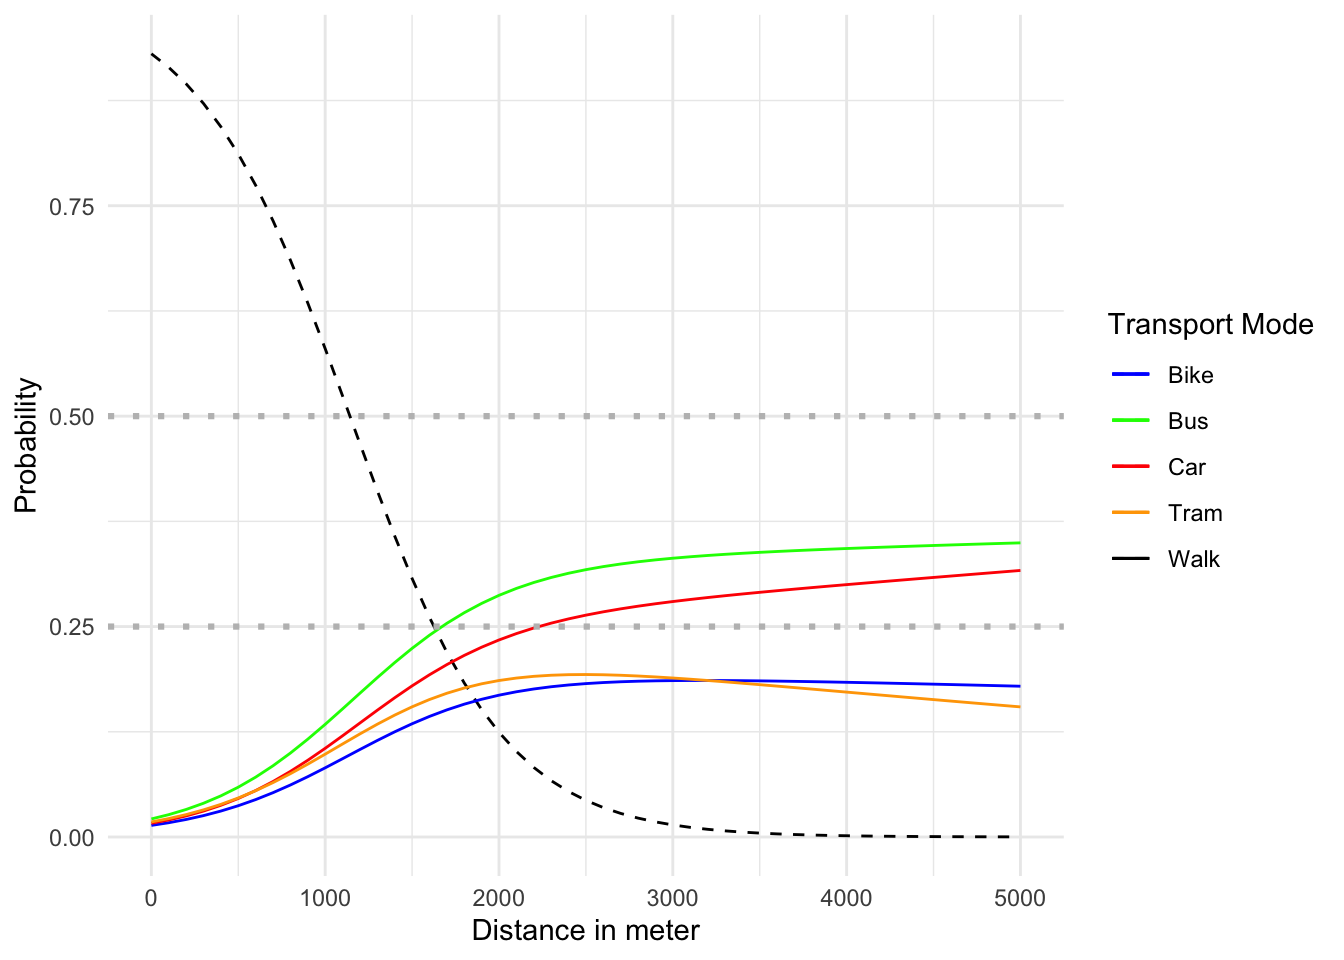 0.75
0.50
0.25
0.00
Probability
0 1000 2000 3000 4000 5000
Distance in meter
Transport Mode
Bike
Bus
Car
Tram
Walk